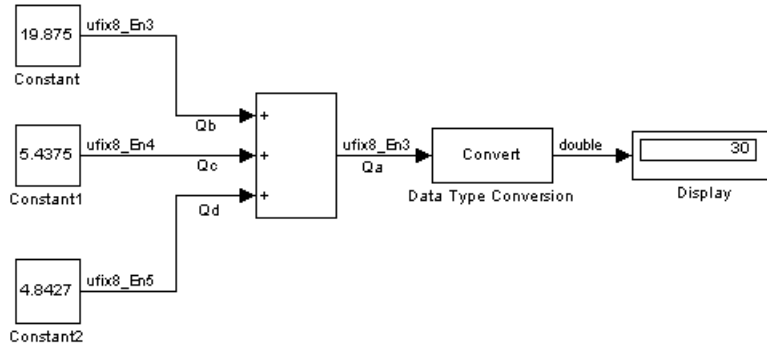 19.875 ufix8_En3
Constant
Qb +
5.4375 ufix8_En4
Constant1
Qc +
ufix8_En3
Qa
Convert
Data Type Conversion
double
30
Display
Qd +
4.8427 ufix8_En5
Constant2